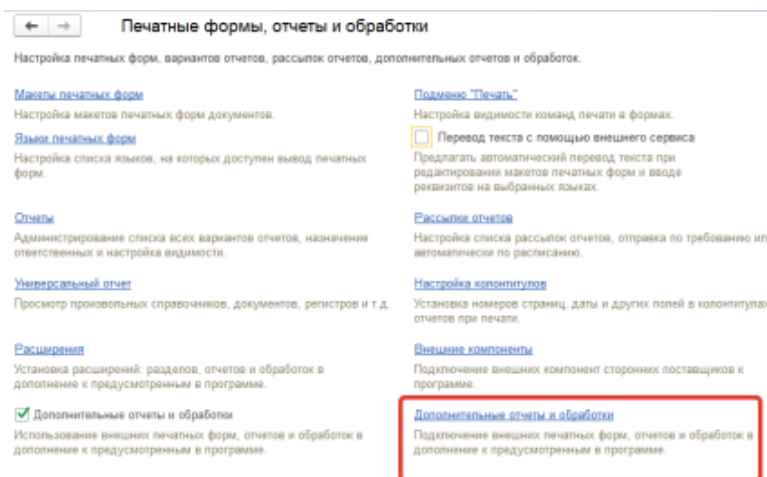 Печатные формы, отчеты и обработки
Настройка печатных форм, вариантов отчетов, рассылок отчетов, дополнительных отчетов и обработок.
Макеты печатных форм
Настройка макетов печатных форм документов.
Языки печатных форм
Настройка списка языков, на которых доступен вывод печатных
форм.
Отчеты
Администрирование списка всех вариантов отчетов, назначение
ответственных и настройка видимости.
Универсальный отчет
Просмотр произвольных справочников, документов, регистров и т.д.
Расширения
Установка расширений: разделов, отчетов и обработок в
дополнение к предусмотренным в программе.
Дополнительные отчеты и обработки
Использование внешних печатных форм, отчетов и обработок в
дополнение к предусмотренным в программе.
Подменю "Печать"
Настройка видимости команд печати в формах.
Перевод текста с помощью внешнего сервиса
Предлагать автоматический перевод текста при
редактировании макетов печатных форм и вводе
реквизитов на выбранных языках.
Рассылки отчетов
Настройка списка рассылок отчетов, отправка по требованию или
автоматически по расписанию.
Настройка колонтитулов
Установка номеров страниц, даты и других полей в колонтитулах
отчетов при печати.
Внешние компоненты
Подключение внешних компонент сторонних поставщиков к
программе.
Дополнительные отчеты и обработки
Подключение внешних печатных форм, отчетов и обработок в
дополнение к предусмотренным в программе.